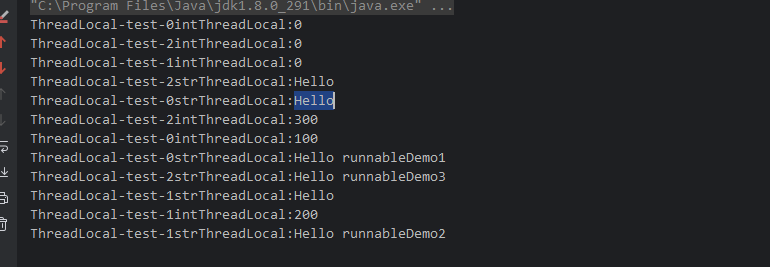 "C:\Program Files\Java\jdk1.8.0_291\bin\java.exe" ...
ThreadLocal-test-0intThreadLocal:0
ThreadLocal-test-2intThreadLocal:0
ThreadLocal-test-1intThreadLocal:0
ThreadLocal-test-2strThreadLocal:Hello
ThreadLocal-test-0strThreadLocal:Hello
ThreadLocal-test-2intThreadLocal:300
ThreadLocal-test-0intThreadLocal:100
ThreadLocal-test-0strThreadLocal:Hello runnableDemo1
ThreadLocal-test-2strThreadLocal:Hello runnableDemo3
ThreadLocal-test-1strThreadLocal:Hello
ThreadLocal-test-1intThreadLocal:200
ThreadLocal-test-1strThreadLocal:Hello runnableDemo2